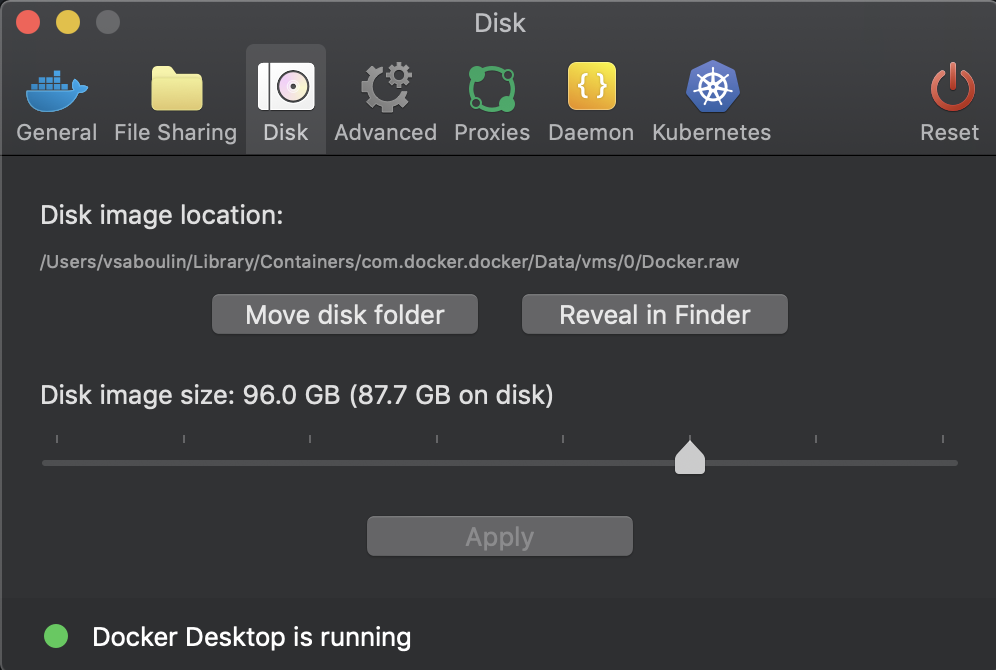 Disk
General File Sharing Disk Advanced Proxies Daemon Kubernetes Reset
Disk image location:
/Users/vsaboulin/Library/Containers/com.docker.docker/Data/vms/0/Docker.raw
Move disk folder Reveal in Finder
Disk image size: 96.0 GB (87.7 GB on disk)
Apply
Docker Desktop is running